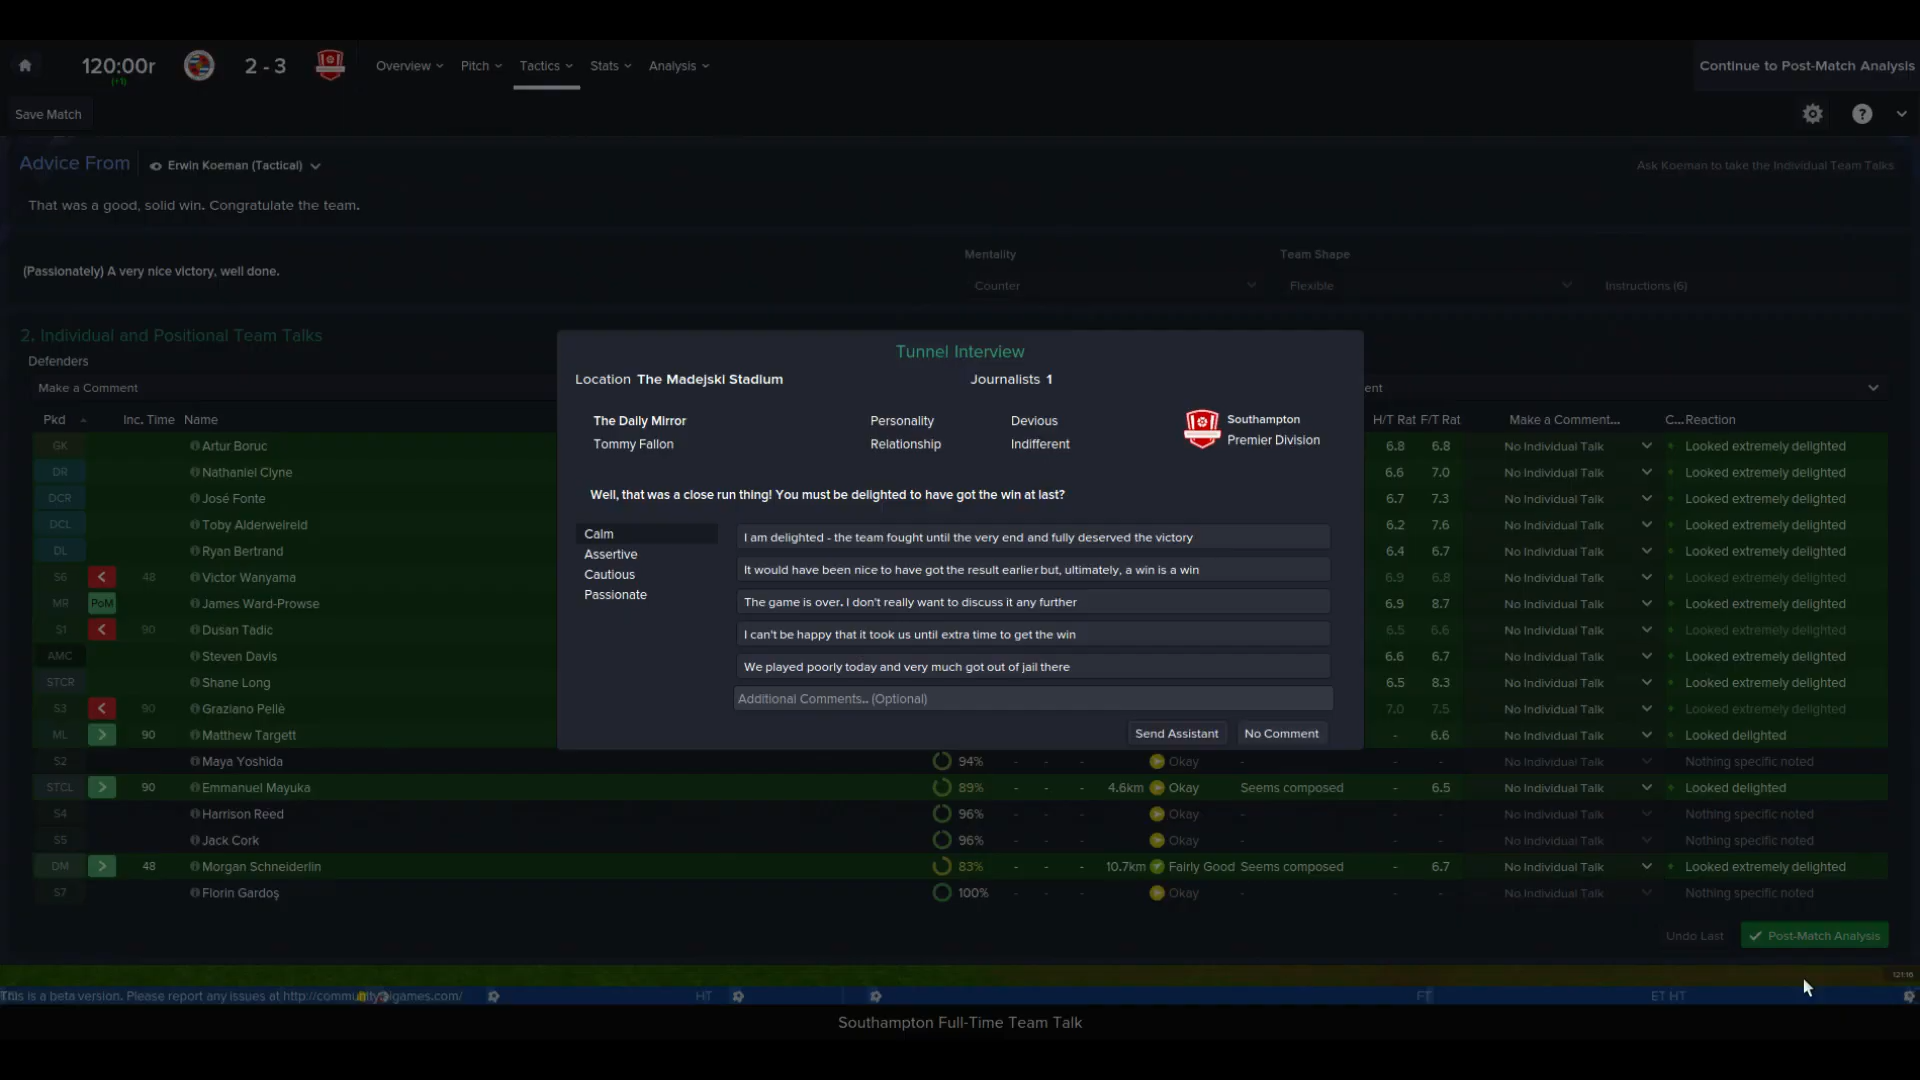 120:00r
(+1)
2 - 3
Overview
Pitch
Tactics
Stats
Analysis
Continue to Post-Match Analysis
Save Match
?
Advice From
Erwin Koeman (Tactical)
Ask Koeman to take the Individual Team Talks
That was a good, solid win. Congratulate the team.
Mentality
Team Shape
(Passionately) A very nice victory, well done.
Counter
Flexible
Instructions (6)
2. Individual and Positional Team Talks
Defenders
Make a Comment
ent
Tunnel Interview
Location The Madejski Stadium
Journalists 1
The Daily Mirror
Personality
Devious
Southampton
Tommy Fallon
Relationship
Indifferent
Premier Division
Well, that was a close run thing! You must be delighted to have got the win at last?
Calm
Assertive
Cautious
Passionate
I am delighted - the team fought until the very end and fully deserved the victory
It would have been nice to have got the result earlier but, ultimately, a win is a win
The game is over. I don't really want to discuss it any further
I can't be happy that it took us until extra time to get the win
We played poorly today and very much got out of jail there
Additional Comments.. (Optional)
Send Assistant
No Comment
Pkd Inc. Time Name H/T Rat F/T Rat Make a Comment... C... Reaction
GK Artur Boruc 6.8 6.8 No Individual Talk Looked extremely delighted
DR Nathaniel Clyne 6.6 7.0 No Individual Talk Looked extremely delighted
DCR José Fonte 6.7 7.3 No Individual Talk Looked extremely delighted
DCL Toby Alderweireld 6.2 7.6 No Individual Talk Looked extremely delighted
DL Ryan Bertrand 6.4 6.7 No Individual Talk Looked extremely delighted
S6 48 Victor Wanyama 6.9 6.8 No Individual Talk Looked extremely delighted
MR PoM James Ward-Prowse 6.9 8.7 No Individual Talk Looked extremely delighted
S1 90 Dusan Tadic 6.5 6.6 No Individual Talk Looked extremely delighted
AMC Steven Davis 6.6 6.7 No Individual Talk Looked extremely delighted
STCR Shane Long 6.5 8.3 No Individual Talk Looked extremely delighted
S3 90 Graziano Pellè 7.0 7.5 No Individual Talk Looked extremely delighted
ML 90 Matthew Targett - 6.6 No Individual Talk Looked delighted
S2 Maya Yoshida 94% - - - Okay - - - No Individual Talk Nothing specific noted
STCL 90 Emmanuel Mayuka 89% - - - 4.6km Okay Seems composed - 6.5 No Individual Talk Looked delighted
S4 Harrison Reed 96% - - - Okay - - - No Individual Talk Nothing specific noted
S5 Jack Cork 96% - - - Okay - - - No Individual Talk Nothing specific noted
DM 48 Morgan Schneiderlin 83% - - - 10.7km Fairly Good Seems composed - 6.7 No Individual Talk Looked extremely delighted
S7 Florin Gardoş 100% - - - Okay - - - No Individual Talk Nothing specific noted
Undo Last
Post-Match Analysis
121:16
This is a beta version. Please report any issues at
HT
FT
ET HT
Southampton Full-Time Team Talk